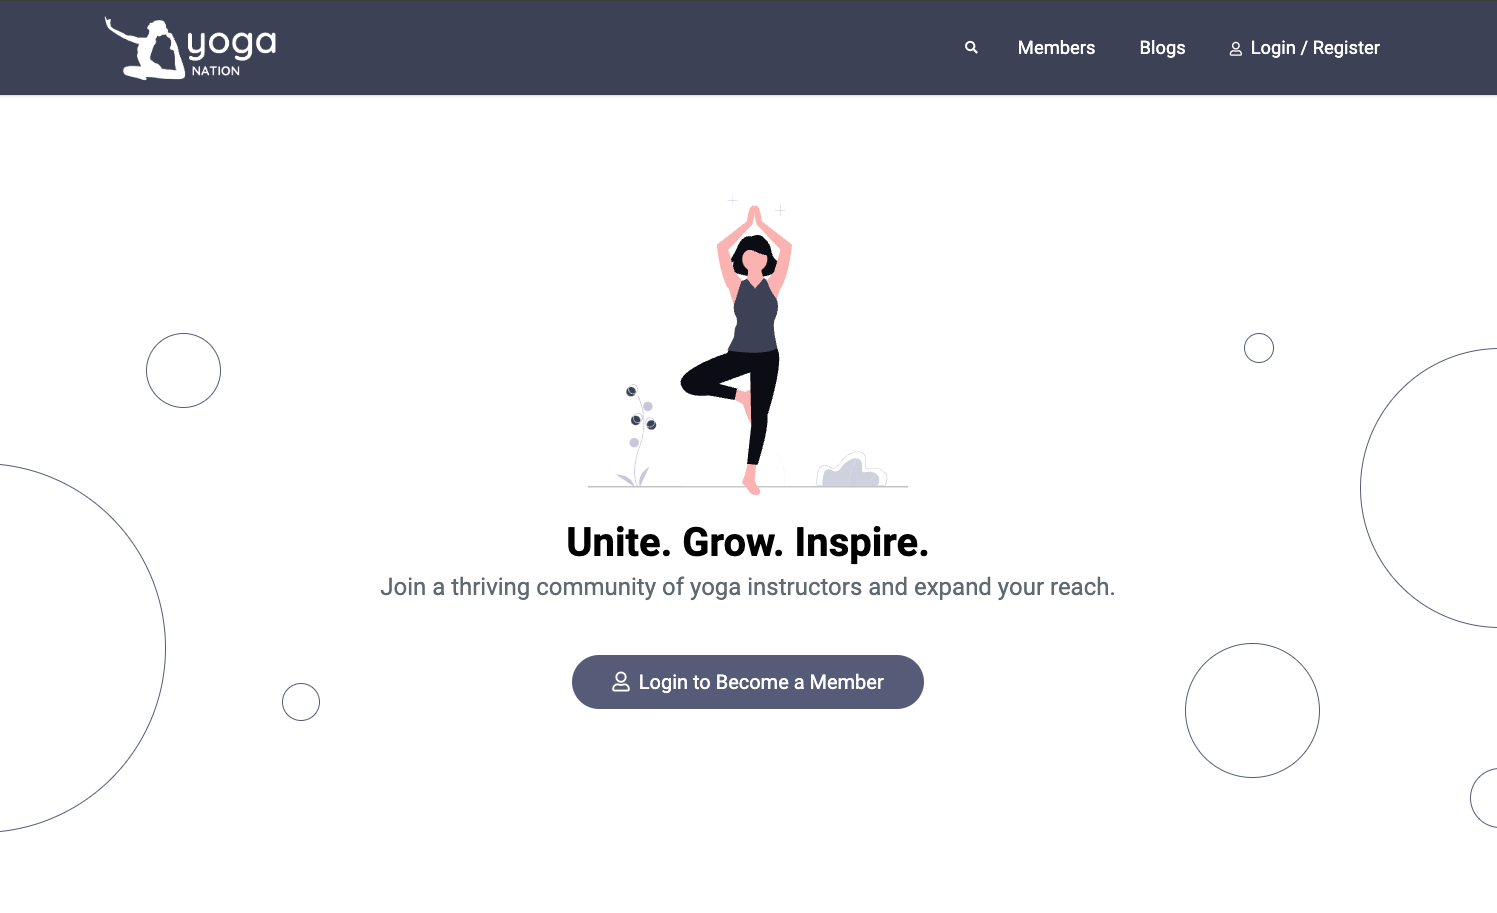 yoga
NATION
Members
Blogs
Login / Register
Unite. Grow. Inspire.
Join a thriving community of yoga instructors and expand your reach.
Login to Become a Member